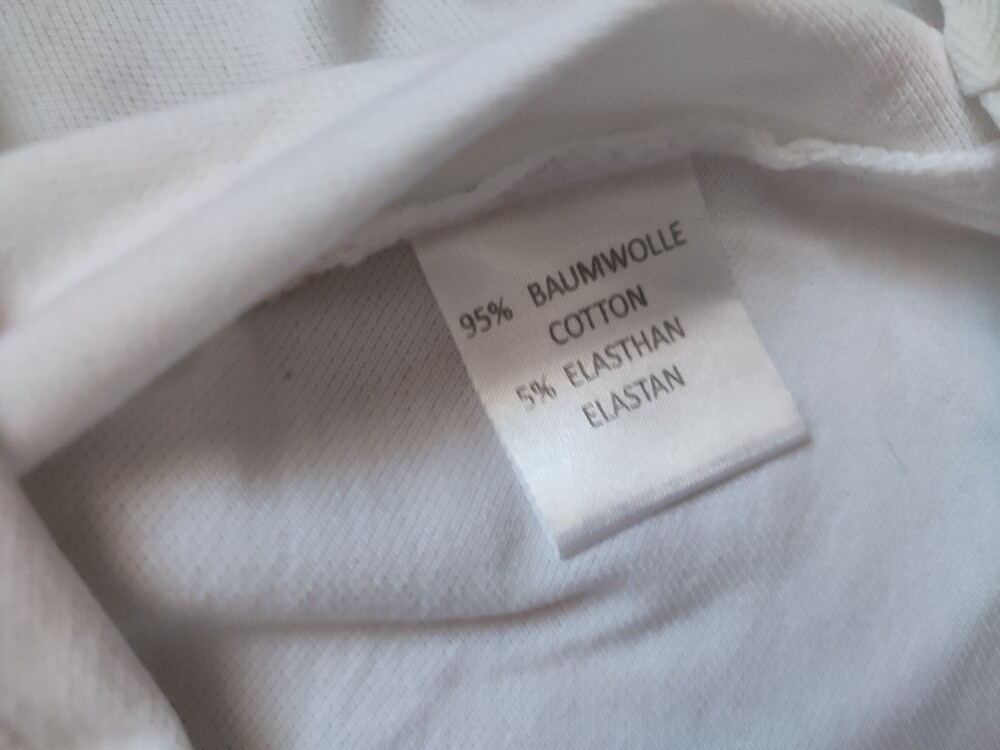 95% BAUMWOLLE
COTTON
5% ELASTHAN
ELASTAN